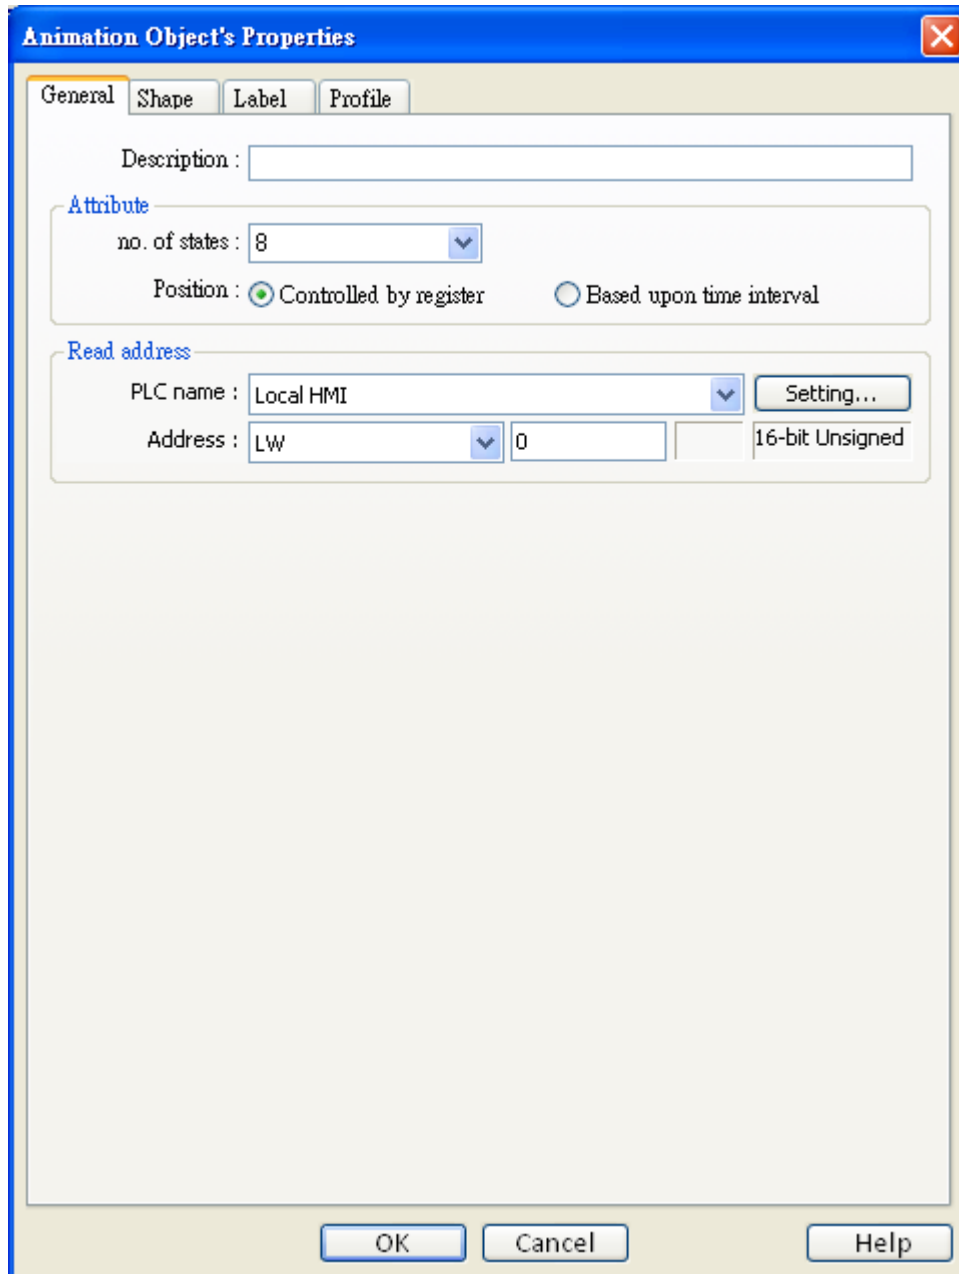 Animation Object's Properties
General Shape Label Profile
Description :
Attribute
no. of states : 8
Position : Controlled by register Based upon time interval
Read address
PLC name : Local HMI Setting...
Address : LW 0 16-bit Unsigned
OK Cancel Help